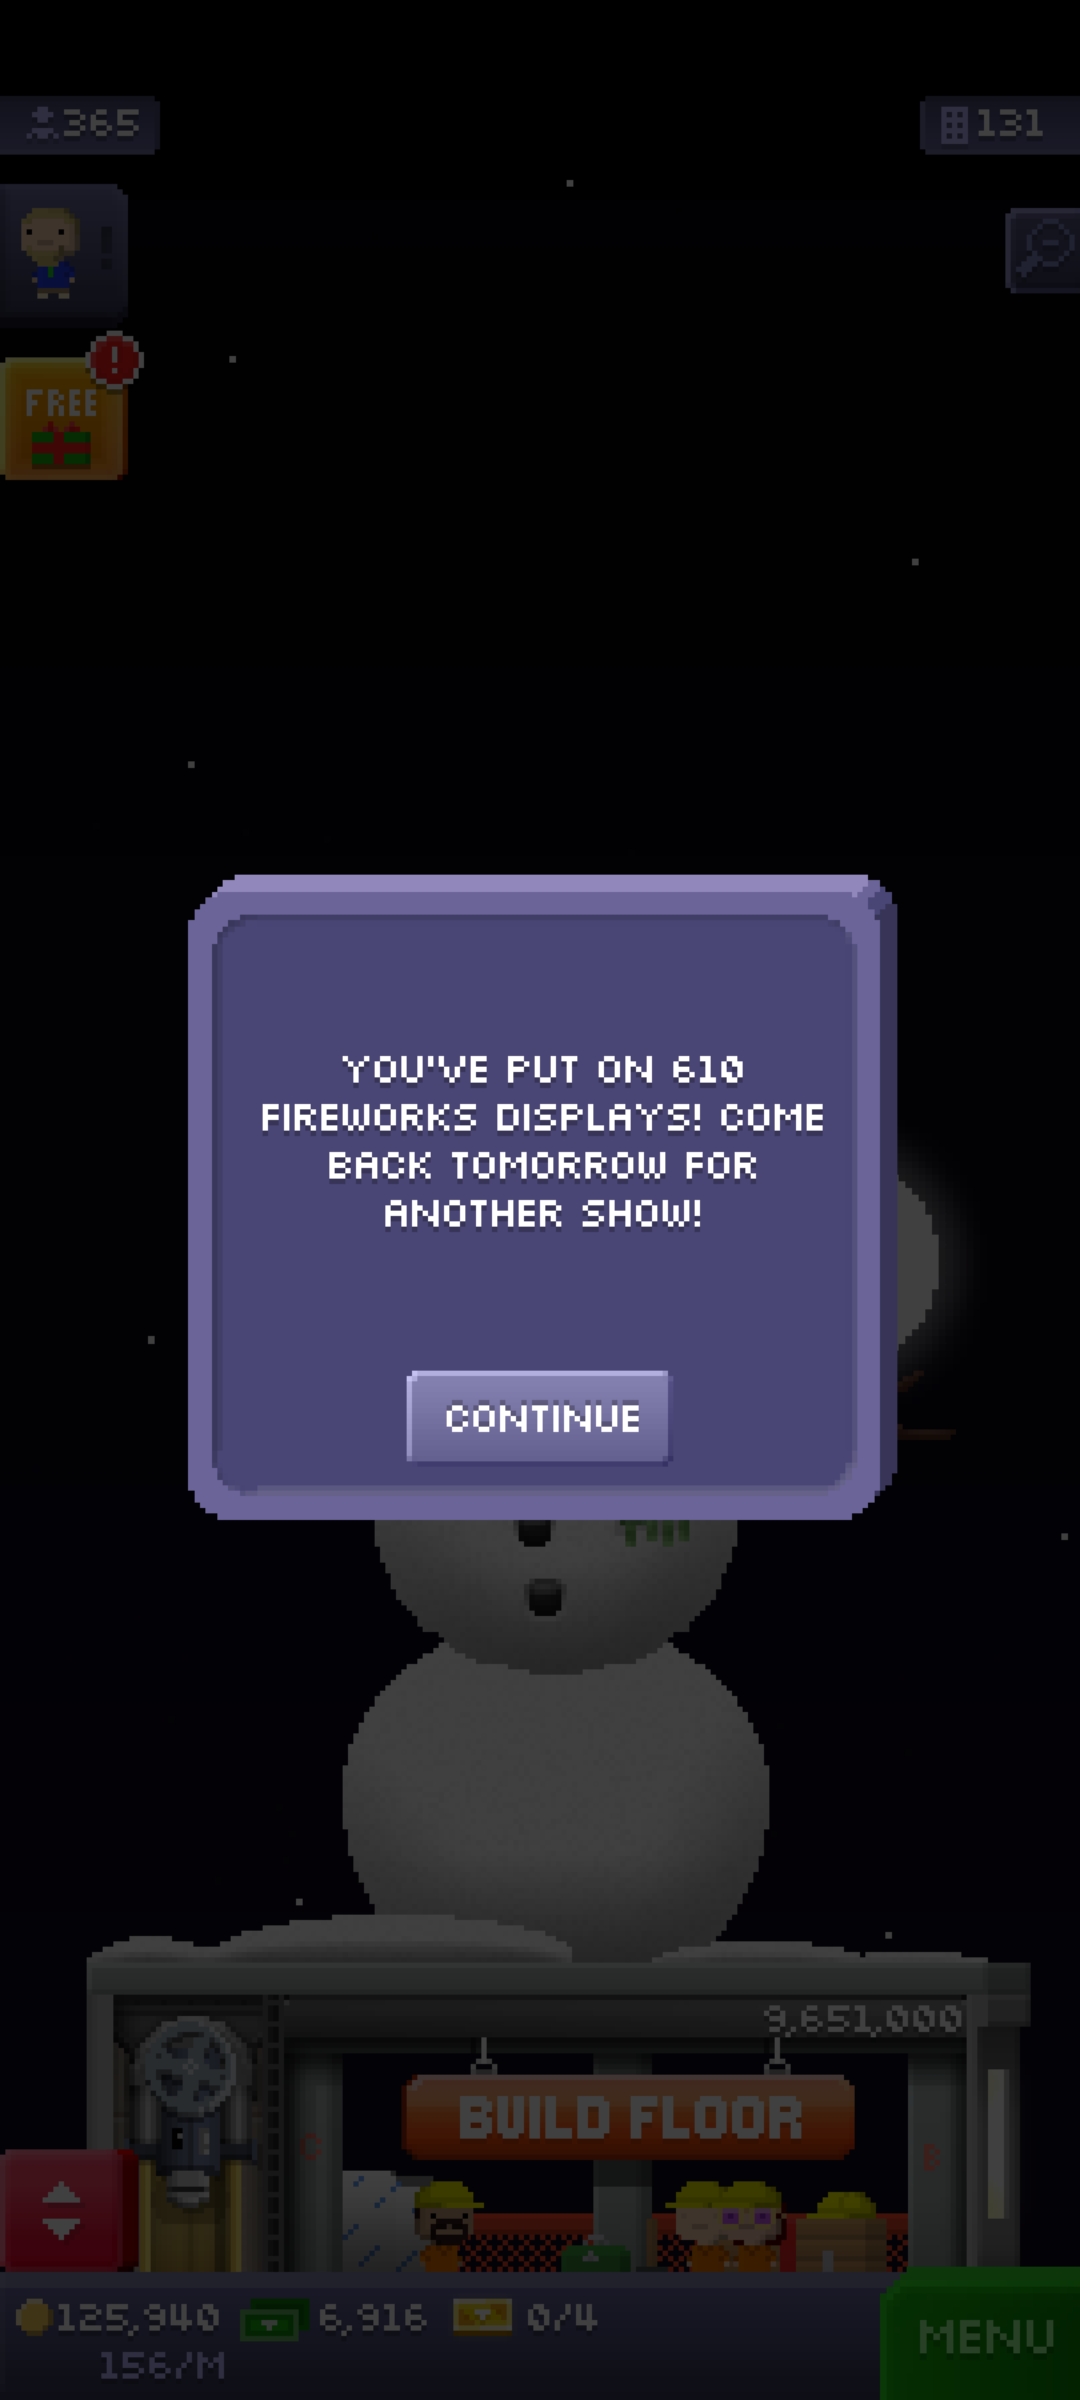 365
131
FREE
!
YOU'VE PUT ON 610
FIREWORKS DISPLAYS! COME
BACK TOMORROW FOR
ANOTHER SHOW!
CONTINUE
9,651,000
BUILD FLOOR
125,940
6,916
0/4
156/M
MENU